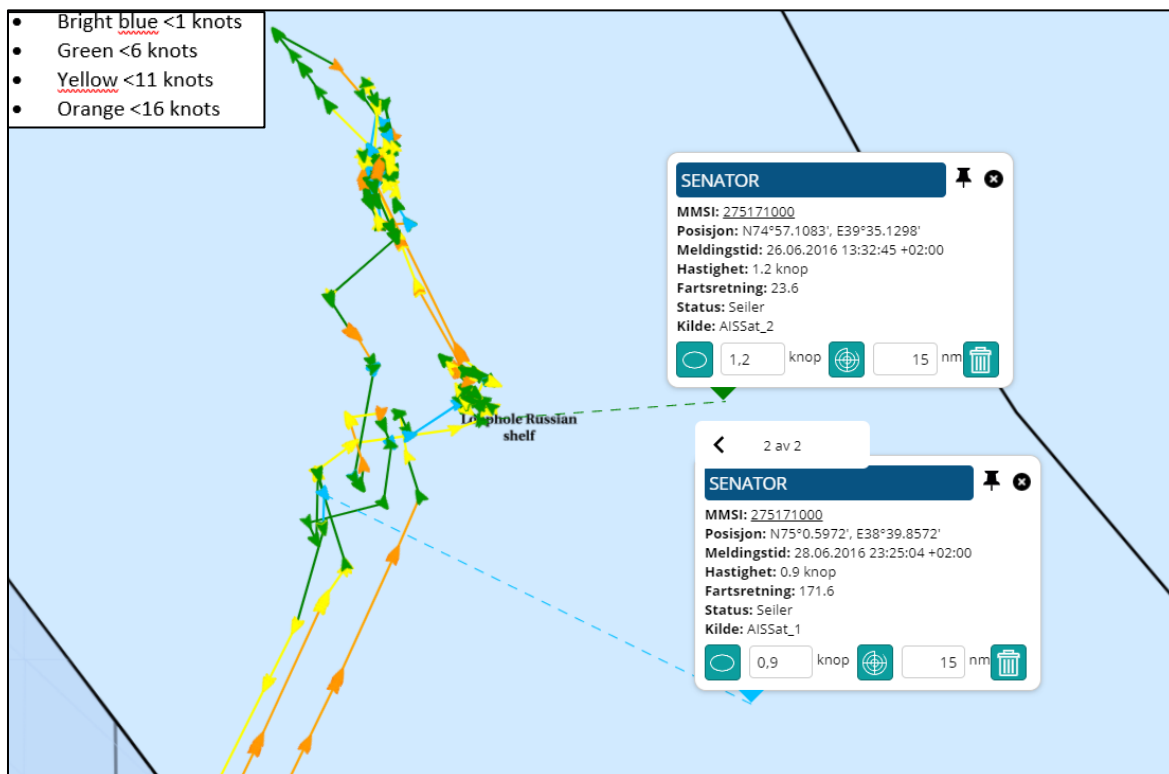 • Bright blue <1 knots
• Green <6 knots
• Yellow <11 knots
• Orange <16 knots
SENATOR
MMSI: 275171000
Posisjon: N74°57.1083', E39°35.1298'
Meldingstid: 26.06.2016 13:32:45 +02:00
Hastighet: 1.2 knop
Fartsretning: 23.6
Status: Seiler
Kilde: AISSat_2
1,2 knop 15 nm
Loophole Russian
shelf
2 av 2
SENATOR
MMSI: 275171000
Posisjon: N75°0.5972', E38°39.8572'
Meldingstid: 28.06.2016 23:25:04 +02:00
Hastighet: 0.9 knop
Fartsretning: 171.6
Status: Seiler
Kilde: AISSat_1
0,9 knop 15 nm